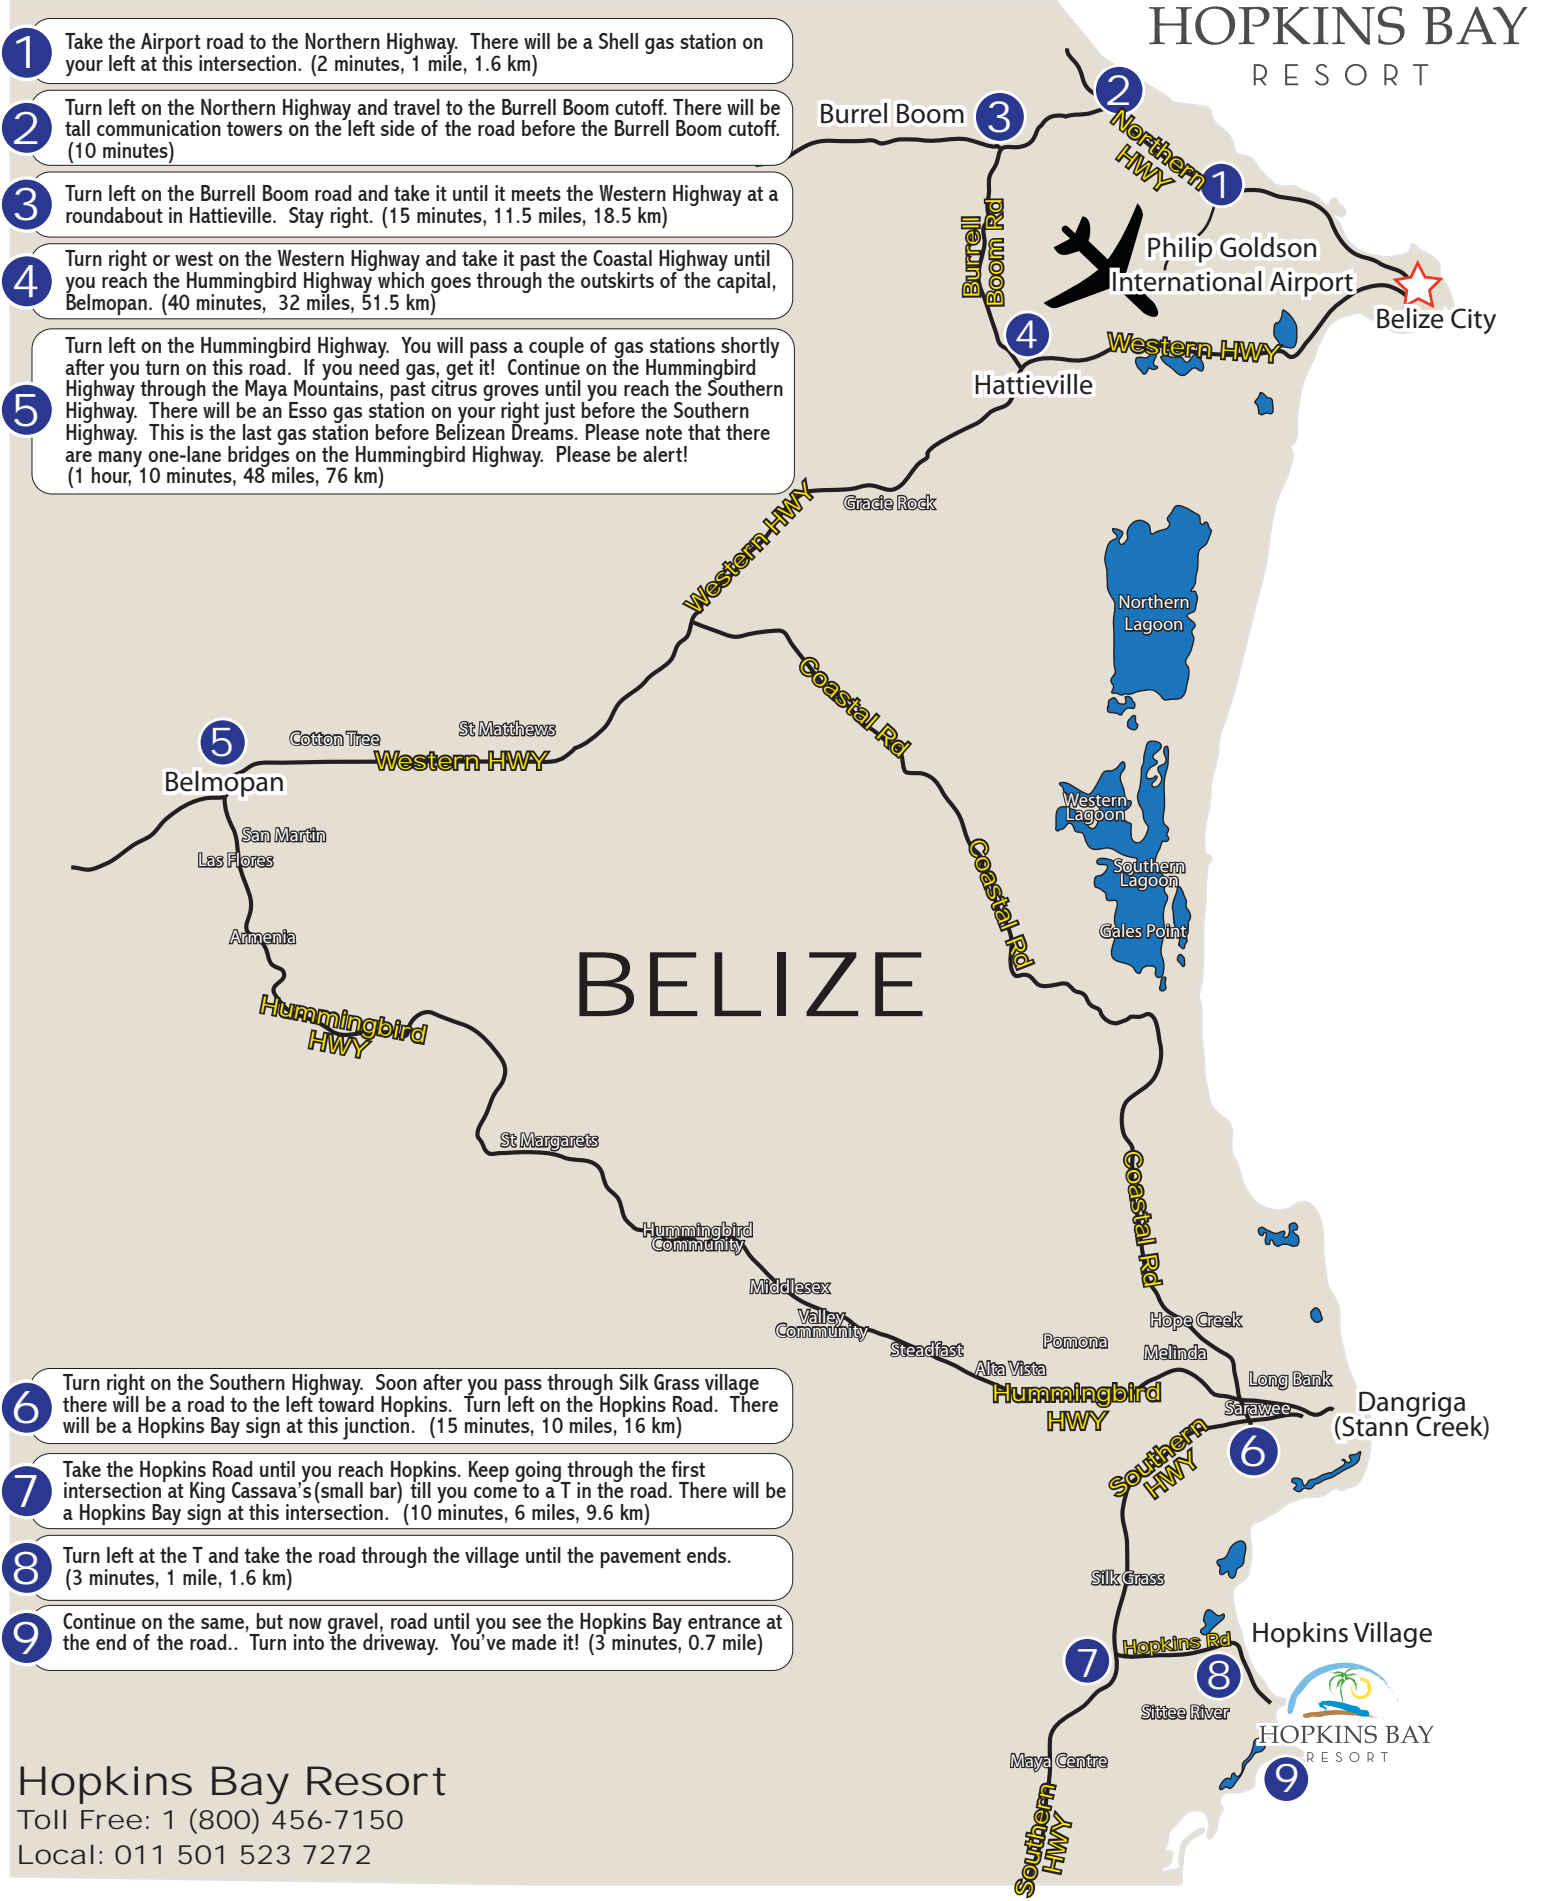 HOPKINS BAY
RESORT
1
Take the Airport road to the Northern Highway.  There will be a Shell gas station on
your left at this intersection. (2 minutes, 1 mile, 1.6 km)
2
Turn left on the Northern Highway and travel to the Burrell Boom cutoff. There will be
tall communication towers on the left side of the road before the Burrell Boom cutoff.
(10 minutes)
3
Turn left on the Burrell Boom road and take it until it meets the Western Highway at a
roundabout in Hattieville.  Stay right. (15 minutes, 11.5 miles, 18.5 km)
4
Turn right or west on the Western Highway and take it past the Coastal Highway until
you reach the Hummingbird Highway which goes through the outskirts of the capital,
Belmopan. (40 minutes,  32 miles, 51.5 km)
5
Turn left on the Hummingbird Highway.  You will pass a couple of gas stations shortly
after you turn on this road.  If you need gas, get it!  Continue on the Hummingbird
Highway through the Maya Mountains, past citrus groves until you reach the Southern
Highway.  There will be an Esso gas station on your right just before the Southern
Highway.  This is the last gas station before Belizean Dreams. Please note that there
are many one-lane bridges on the Hummingbird Highway.  Please be alert!
(1 hour, 10 minutes, 48 miles, 76 km)
2
Burrel Boom
3
Northern
HWY
1
Burrell
Boom Rd
Philip Goldson
International Airport
Belize City
4
Western HWY
Hattieville
Gracie Rock
Western HWY
Northern
Lagoon
Coastal Rd
5
Cotton Tree
St Matthews
Western HWY
Belmopan
Western
Lagoon
San Martin
Las Flores
Coastal Rd
Southern
Lagoon
Gales Point
Armenia
BELIZE
Hummingbird
HWY
St Margarets
Coastal Rd
Hummingbird
Community
Middlesex
Valley
Community
Steadfast
Hope Creek
Pomona
Melinda
Alta Vista
Long Bank
Hummingbird
HWY
Sarawee
Dangriga
(Stann Creek)
6
Southern
HWY
6
Turn right on the Southern Highway.  Soon after you pass through Silk Grass village
there will be a road to the left toward Hopkins.  Turn left on the Hopkins Road.  There
will be a Hopkins Bay sign at this junction.  (15 minutes, 10 miles, 16 km)
7
Take the Hopkins Road until you reach Hopkins. Keep going through the first
intersection at King Cassava's (small bar) till you come to a T in the road. There will be
a Hopkins Bay sign at this intersection.  (10 minutes, 6 miles, 9.6 km)
8
Turn left at the T and take the road through the village until the pavement ends.
(3 minutes, 1 mile, 1.6 km)
9
Continue on the same, but now gravel, road until you see the Hopkins Bay entrance at
the end of the road..  Turn into the driveway.  You've made it! (3 minutes, 0.7 mile)
Silk Grass
Hopkins Rd
Hopkins Village
7
8
Sittee River
HOPKINS BAY
RESORT
Maya Centre
9
Southern
HWY
Hopkins Bay Resort
Toll Free: 1 (800) 456-7150
Local: 011 501 523 7272